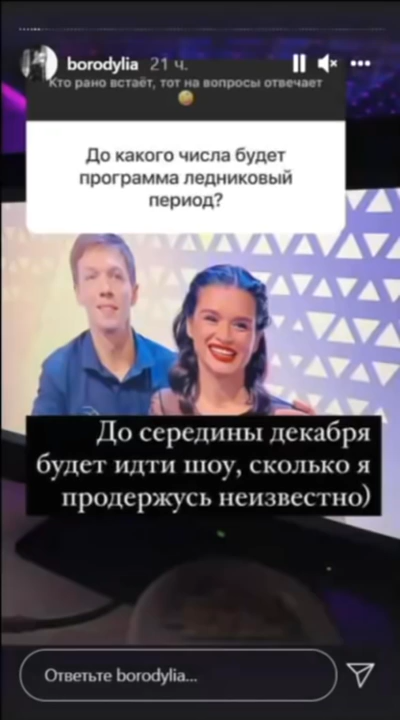 borodylia 21 ч.
Кто рано встаёт, тот на вопросы отвечает
До какого числа будет
программа ледниковый
период?
До середины декабря
будет идти шоу, сколько я
продержусь неизвестно)
Ответьте borodylia...